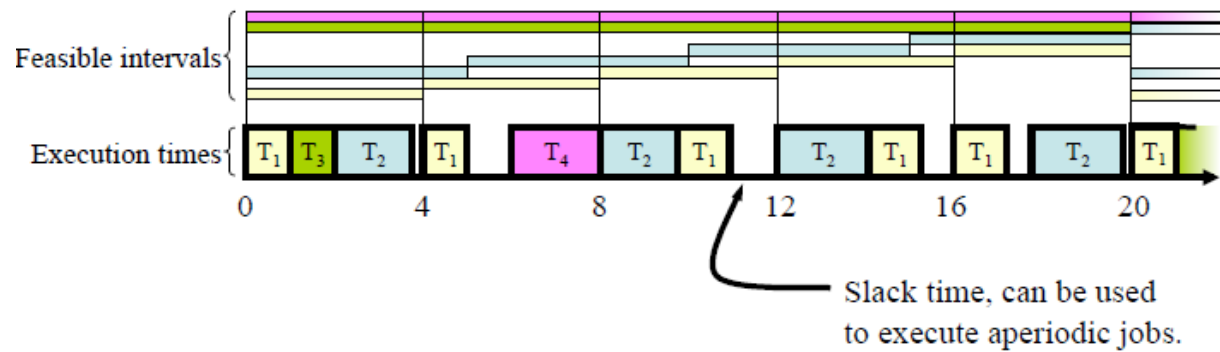 Feasible intervals
Execution times
T₁ T₃ T₂ T₁ T₄ T₂ T₁ T₂ T₁ T₁ T₂ T₁
0 4 8 12 16 20
Slack time, can be used
to execute aperiodic jobs.